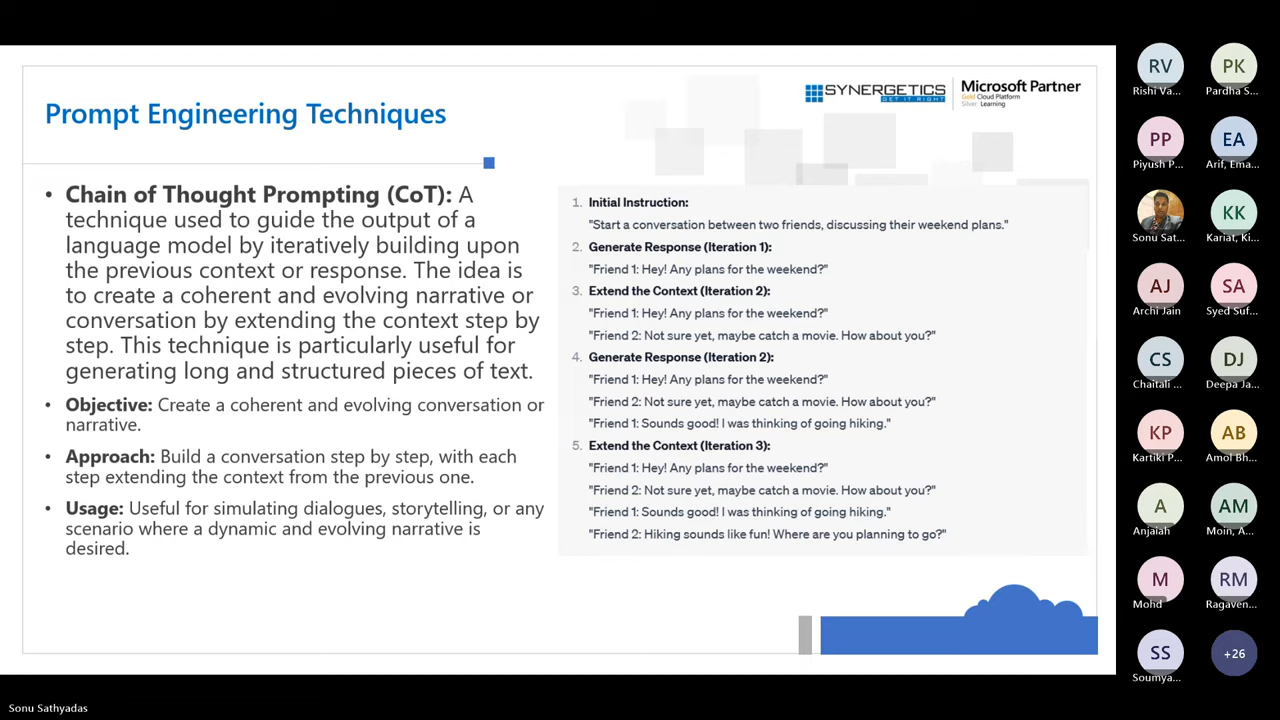 SYNERGETICS
GET IT RIGHT
Microsoft Partner
Gold Cloud Platform
Silver Learning
Prompt Engineering Techniques
• Chain of Thought Prompting (CoT): A
technique used to guide the output of a
language model by iteratively building upon
the previous context or response. The idea is
to create a coherent and evolving narrative or
conversation by extending the context step by
step. This technique is particularly useful for
generating long and structured pieces of text.
• Objective: Create a coherent and evolving conversation or
narrative.
• Approach: Build a conversation step by step, with each
step extending the context from the previous one.
• Usage: Useful for simulating dialogues, storytelling, or any
scenario where a dynamic and evolving narrative is
desired.
1. Initial Instruction:
"Start a conversation between two friends, discussing their weekend plans."
2. Generate Response (Iteration 1):
"Friend 1: Hey! Any plans for the weekend?"
3. Extend the Context (Iteration 2):
"Friend 1: Hey! Any plans for the weekend?"
"Friend 2: Not sure yet, maybe catch a movie. How about you?"
4. Generate Response (Iteration 2):
"Friend 1: Hey! Any plans for the weekend?"
"Friend 2: Not sure yet, maybe catch a movie. How about you?"
"Friend 1: Sounds good! I was thinking of going hiking."
5. Extend the Context (Iteration 3):
"Friend 1: Hey! Any plans for the weekend?"
"Friend 2: Not sure yet, maybe catch a movie. How about you?"
"Friend 1: Sounds good! I was thinking of going hiking."
"Friend 2: Hiking sounds like fun! Where are you planning to go?"
RV PK
Rishi Va... Pardha S...
PP EA
Piyush P... Arif, Ema...
KK
Sonu Sat... Kariat, Ki...
AJ SA
Archi Jain Syed Suf...
CS DJ
Chaitali ... Deepa Ja...
KP AB
Kartiki P... Amol Bh...
A AM
Anjaiah Moin, A...
M RM
Mohd Ragaven...
SS +26
Soumya...
Sonu Sathyadas